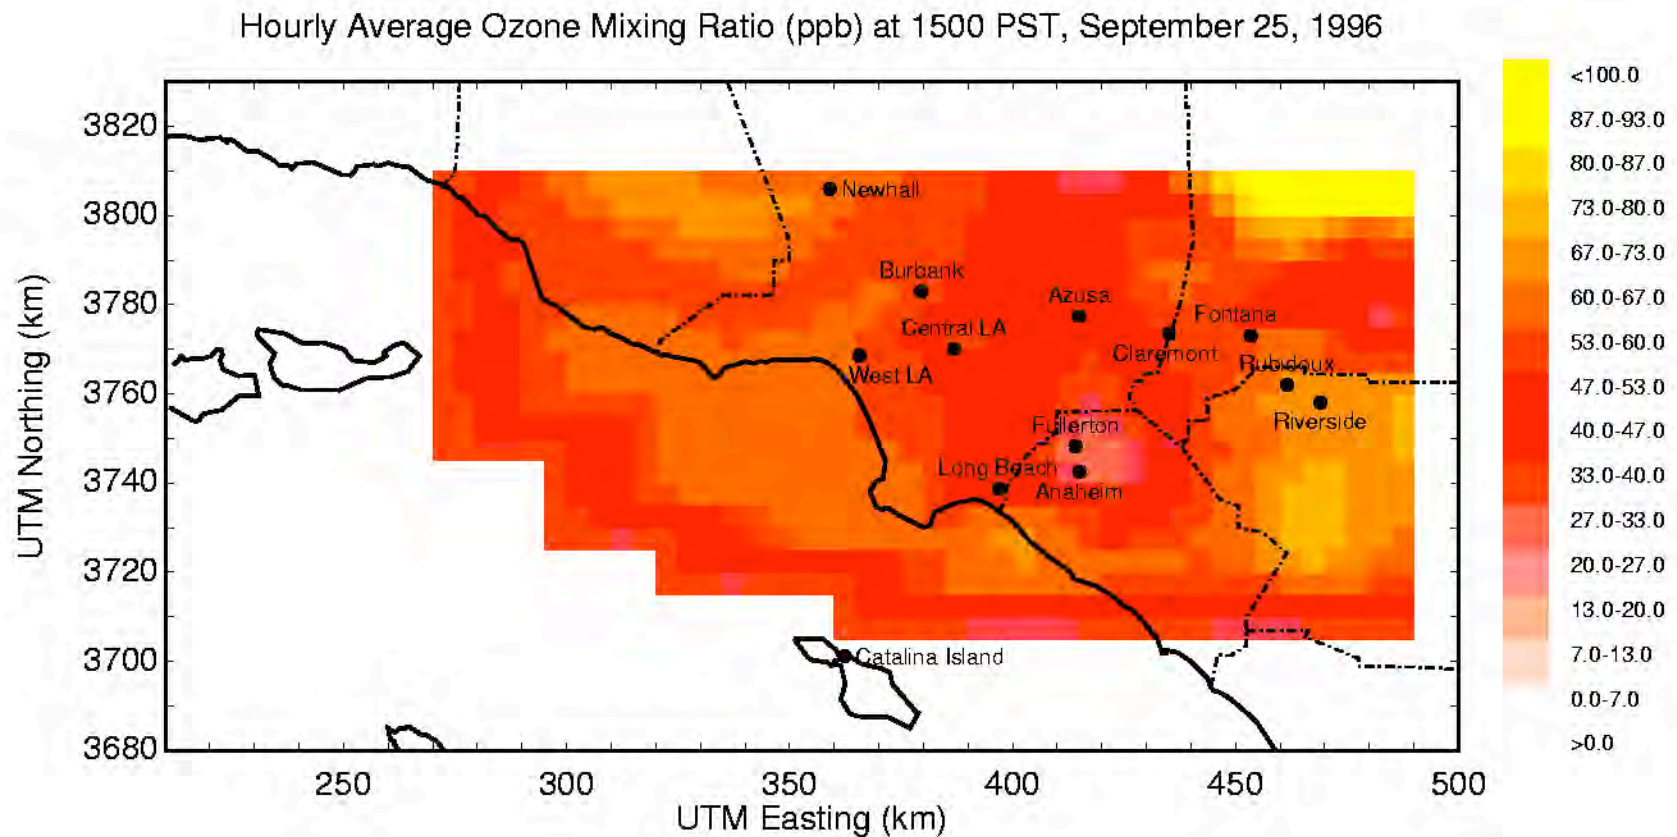 Hourly Average Ozone Mixing Ratio (ppb) at 1500 PST, September 25, 1996
UTM Northing (km)
3820
3800
3780
3760
3740
3720
3700
3680
Newhall
Burbank
Azusa
Central LA
Fontana
Claremont
Rubidoux
West LA
Riverside
Fullerton
Long Beach
Anaheim
Catalina Island
250
300
350
400
450
500
UTM Easting (km)
<100.0
87.0-93.0
80.0-87.0
73.0-80.0
67.0-73.0
60.0-67.0
53.0-60.0
47.0-53.0
40.0-47.0
33.0-40.0
27.0-33.0
20.0-27.0
13.0-20.0
7.0-13.0
0.0-7.0
>0.0